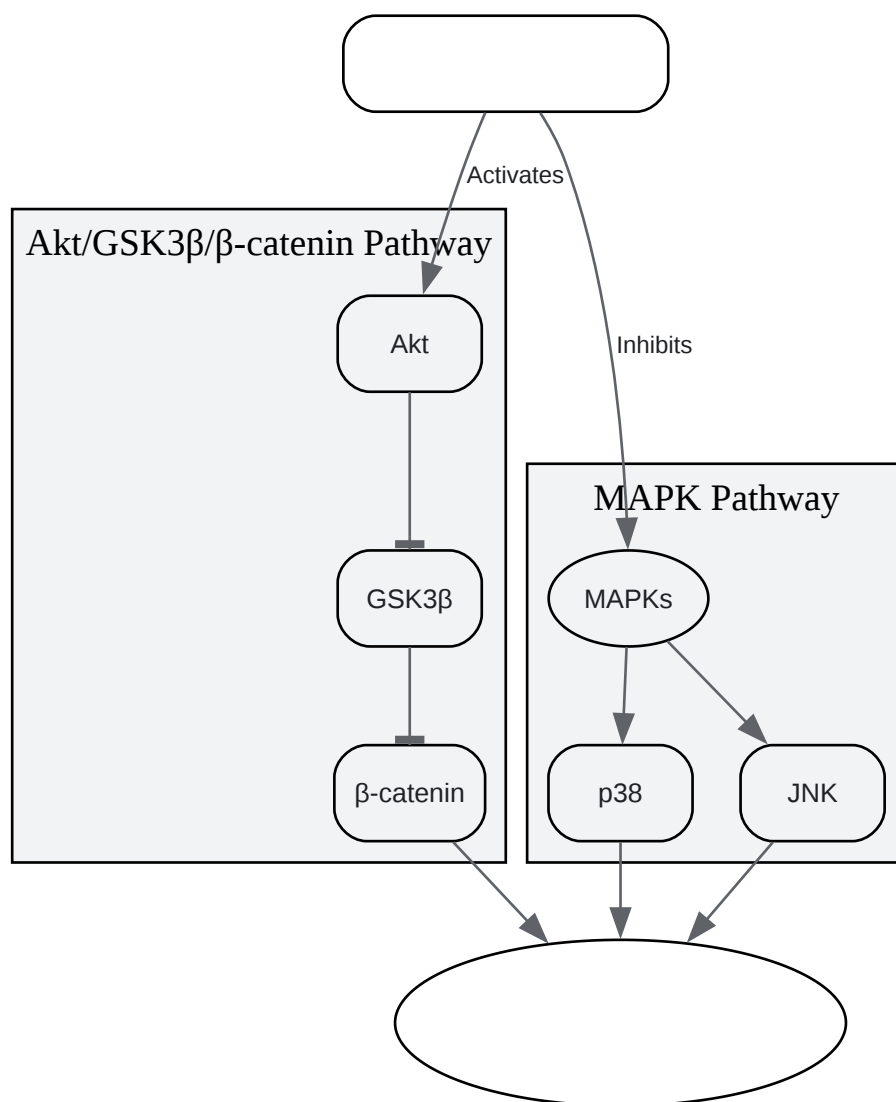 Activates
Akt/GSK3β/β-catenin Pathway
Akt
Inhibits
MAPK Pathway
GSK3β
MAPKs
β-catenin
p38
JNK